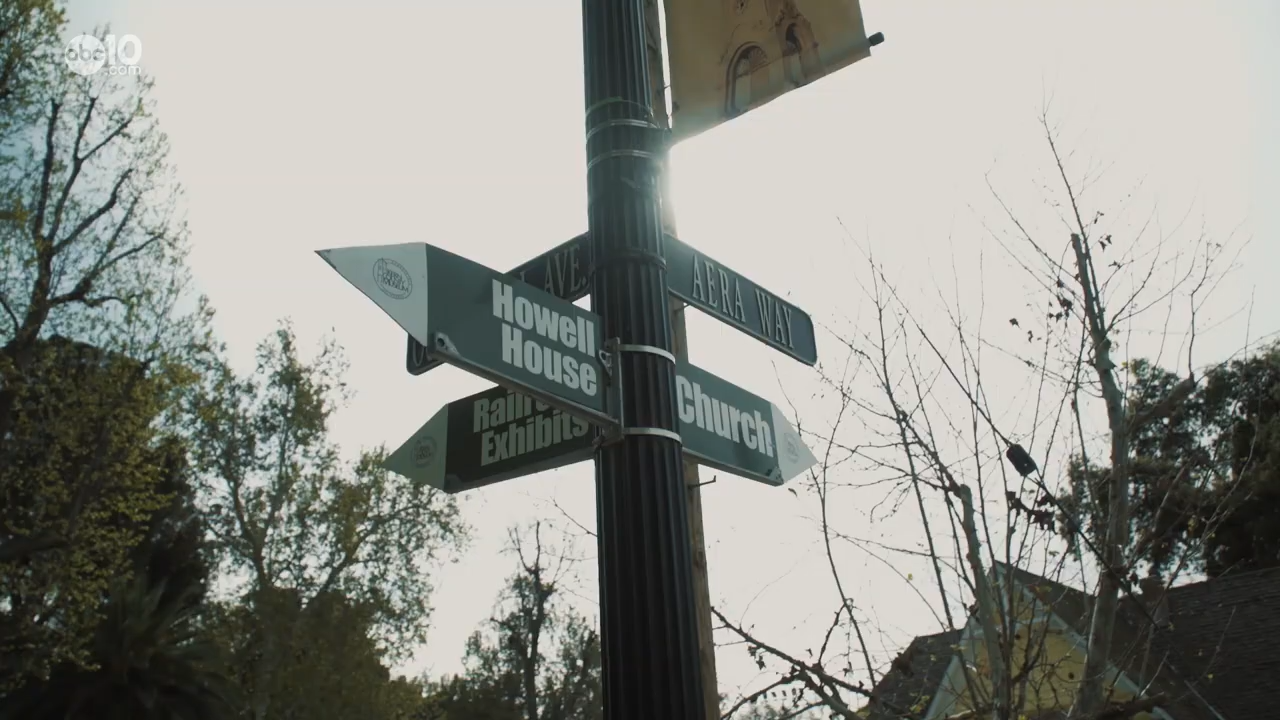 abc10
.com
AVE.
AERA WAY
Howell
House
Exhibits
Church